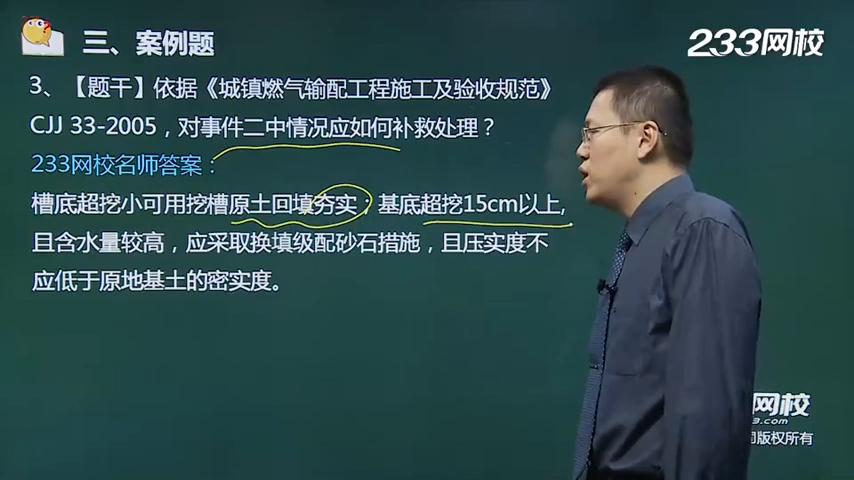 三、案例题
233网校
3、【题干】依据《城镇燃气输配工程施工及验收规范》
CJJ 33-2005，对事件二中情况应如何补救处理？
233网校名师答案：
槽底超挖小可用挖槽原土回填夯实；基底超挖15cm以上,
且含水量较高，应采取换填级配砂石措施，且压实度不
应低于原地基土的密实度。
网校
3.com
版权所有